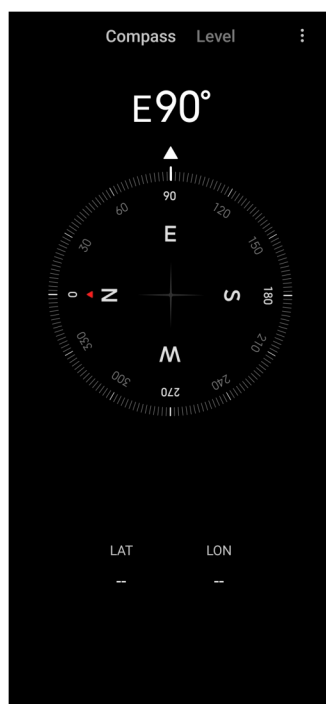 Compass Level
E90°
90
60 120
E
30 150
0 N S 180
W
330 210
300 240
270
LAT LON
-- --